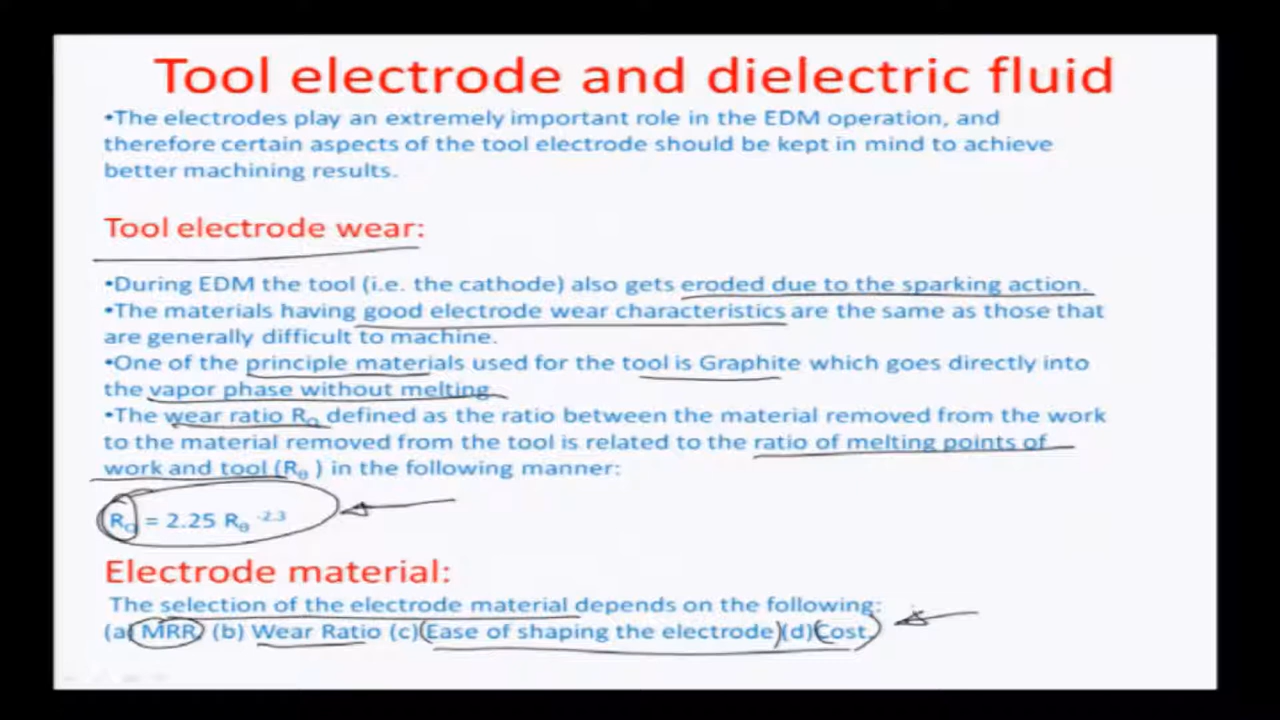 Tool electrode and dielectric fluid
•The electrodes play an extremely important role in the EDM operation, and
therefore certain aspects of the tool electrode should be kept in mind to achieve
better machining results.
Tool electrode wear:
•During EDM the tool (i.e. the cathode) also gets eroded due to the sparking action.
•The materials having good electrode wear characteristics are the same as those that
are generally difficult to machine.
•One of the principle materials used for the tool is Graphite which goes directly into
the vapor phase without melting.
•The wear ratio R_Q defined as the ratio between the material removed from the work
to the material removed from the tool is related to the ratio of melting points of
work and tool (R_θ ) in the following manner:
R_Q = 2.25 R_θ ^-2.3
Electrode material:
The selection of the electrode material depends on the following:
(a) MRR (b) Wear Ratio (c) Ease of shaping the electrode (d) Cost.